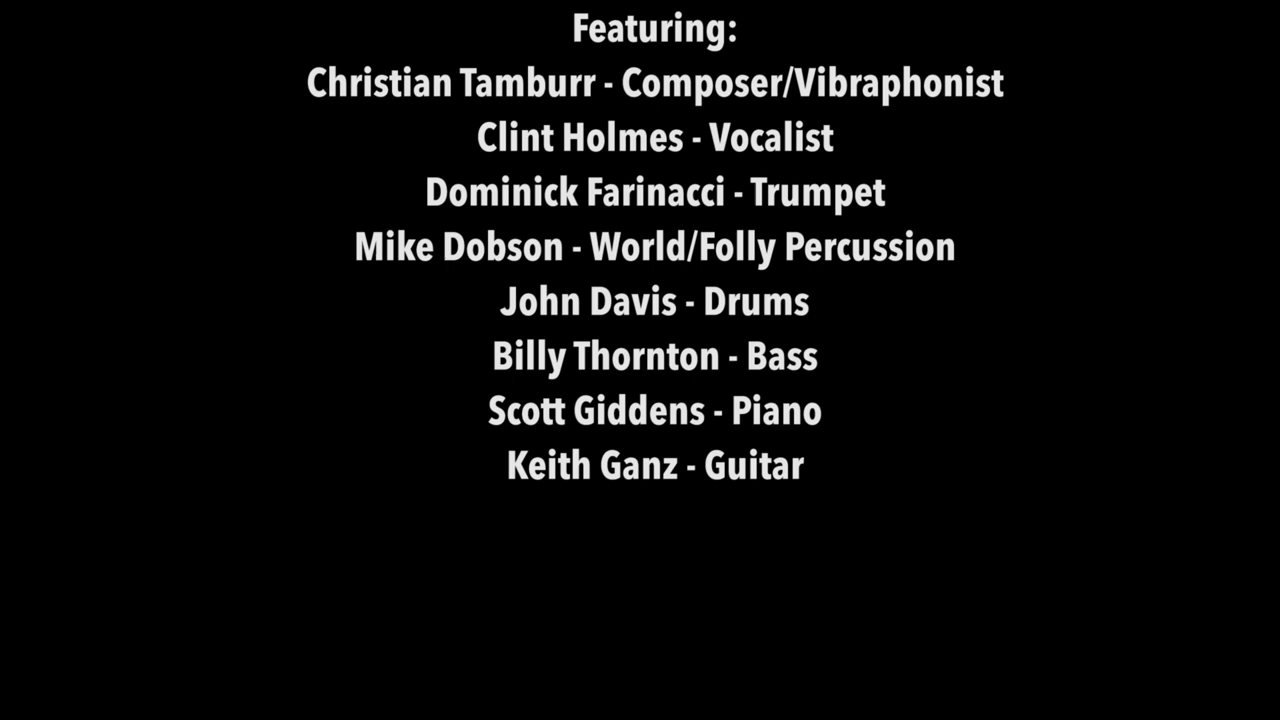 Featuring:
Christian Tamburr - Composer/Vibraphonist
Clint Holmes - Vocalist
Dominick Farinacci - Trumpet
Mike Dobson - World/Folly Percussion
John Davis - Drums
Billy Thornton - Bass
Scott Giddens - Piano
Keith Ganz - Guitar